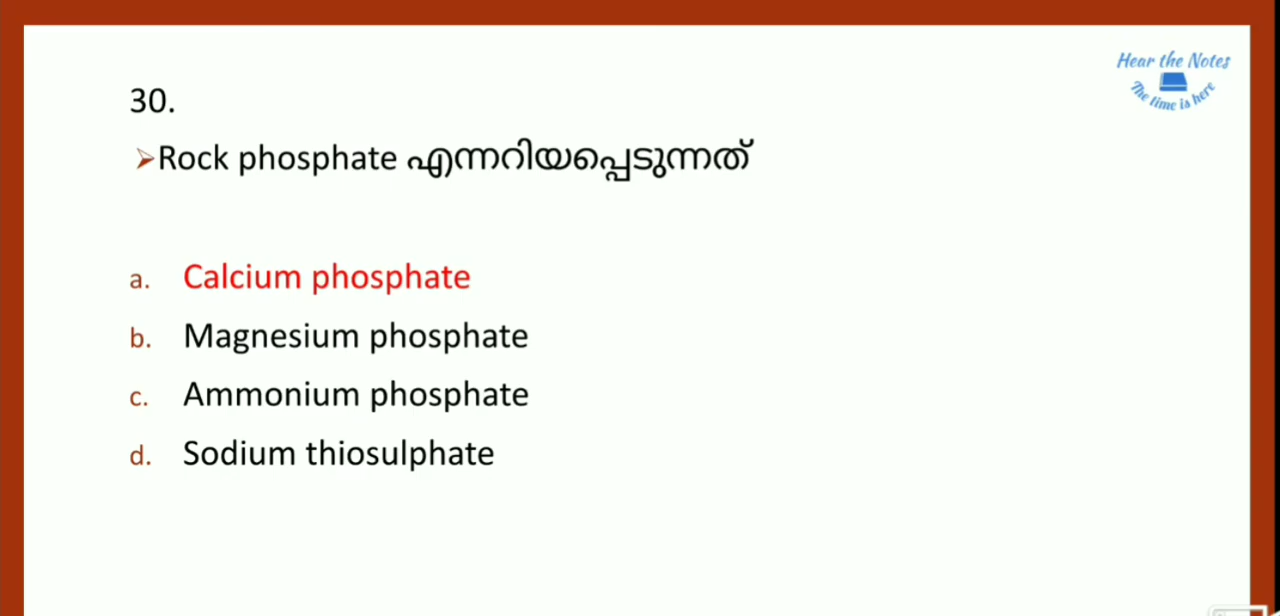 Hear the Notes
The time is here
30.
➢Rock phosphate എന്നറിയപ്പെടുന്നത്
a. Calcium phosphate
b. Magnesium phosphate
c. Ammonium phosphate
d. Sodium thiosulphate